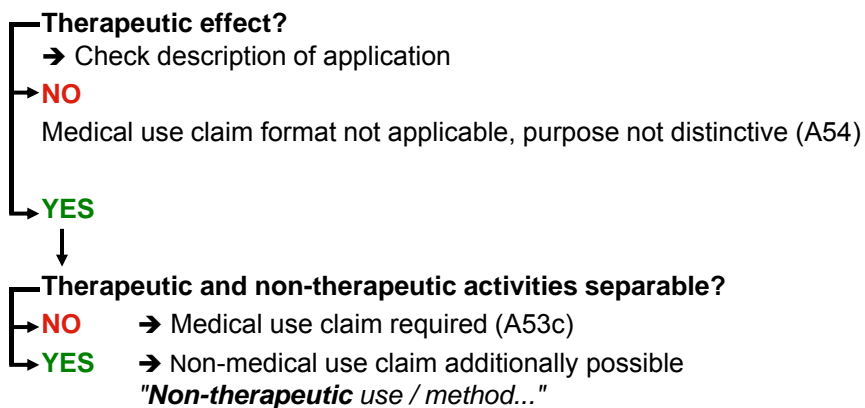 Therapeutic effect?
➔ Check description of application
NO
Medical use claim format not applicable, purpose not distinctive (A54)
YES
Therapeutic and non-therapeutic activities separable?
NO ➔ Medical use claim required (A53c)
YES ➔ Non-medical use claim additionally possible
"Non-therapeutic use / method..."